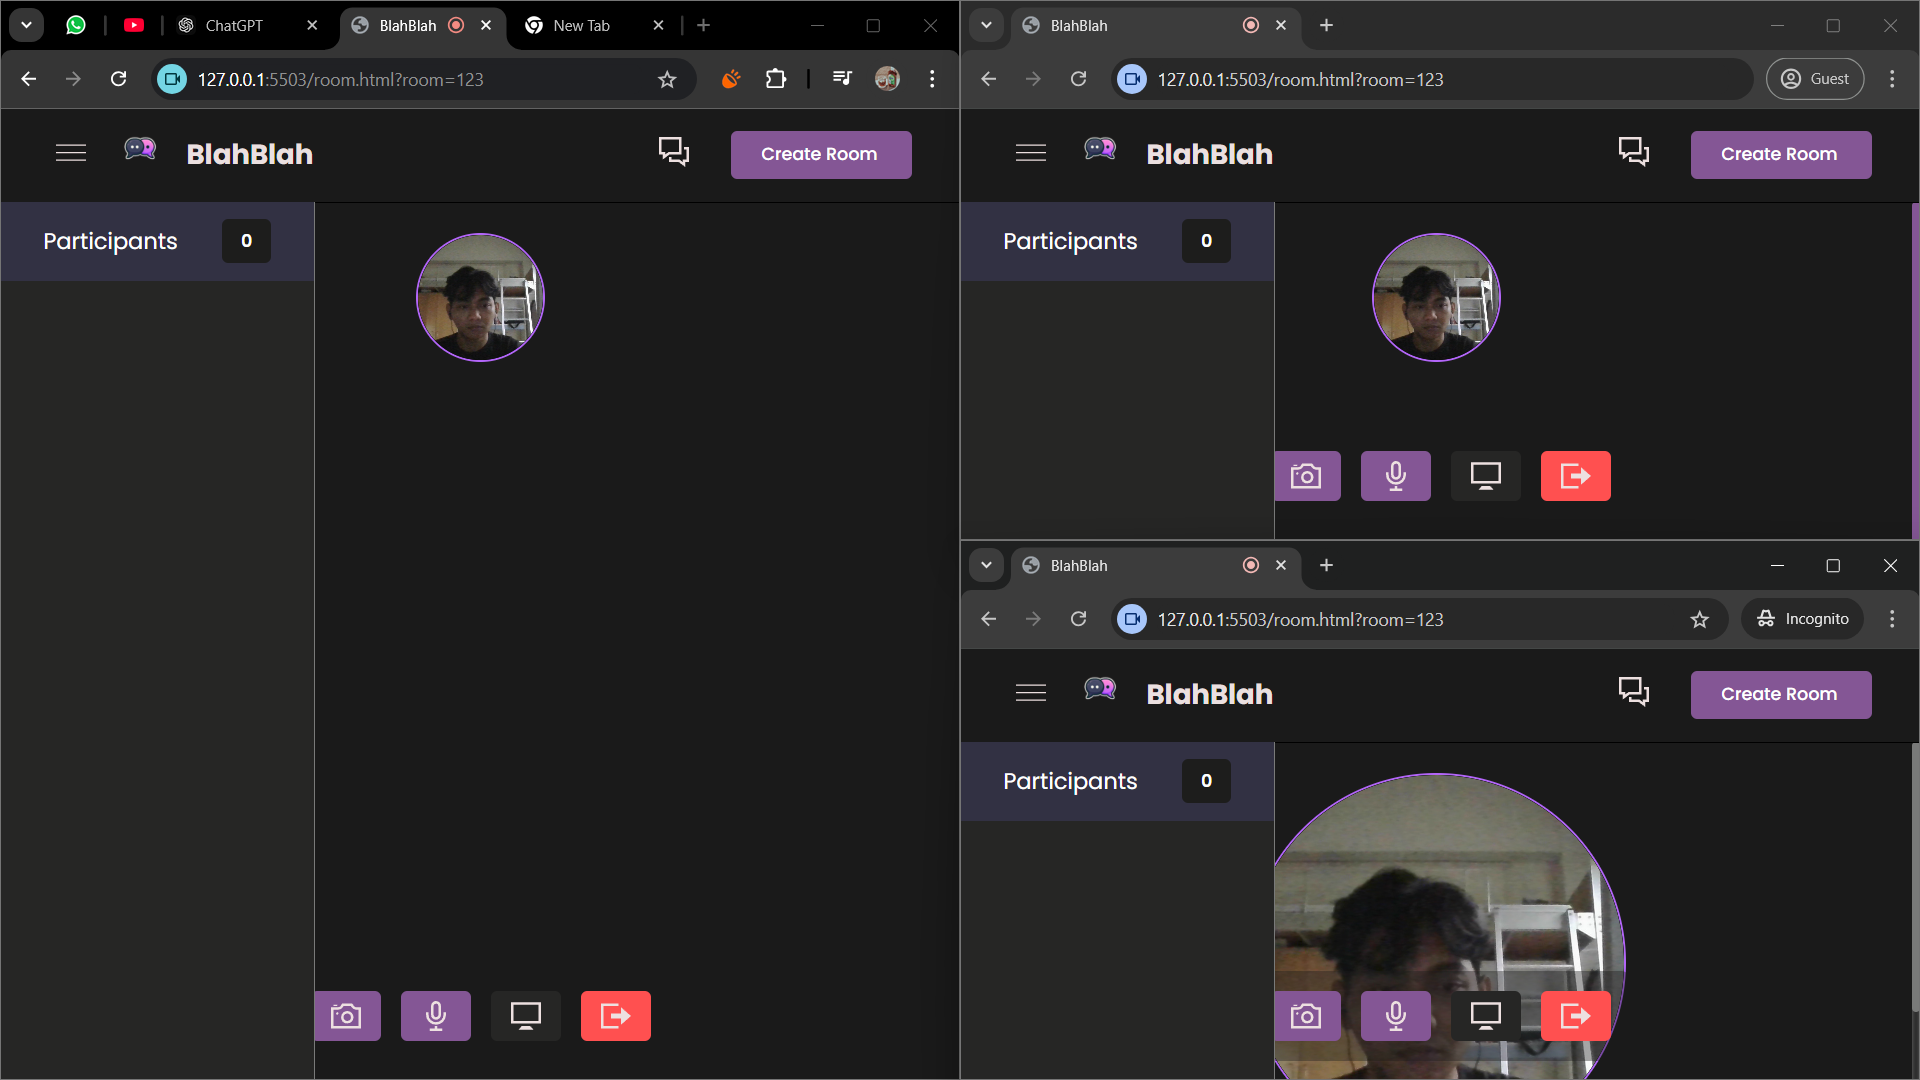 ChatGPT
BlahBlah
New Tab
127.0.0.1:5503/room.html?room=123
BlahBlah
Create Room
Participants
0
BlahBlah
127.0.0.1:5503/room.html?room=123
Guest
BlahBlah
Create Room
Participants
0
BlahBlah
127.0.0.1:5503/room.html?room=123
Incognito
BlahBlah
Create Room
Participants
0